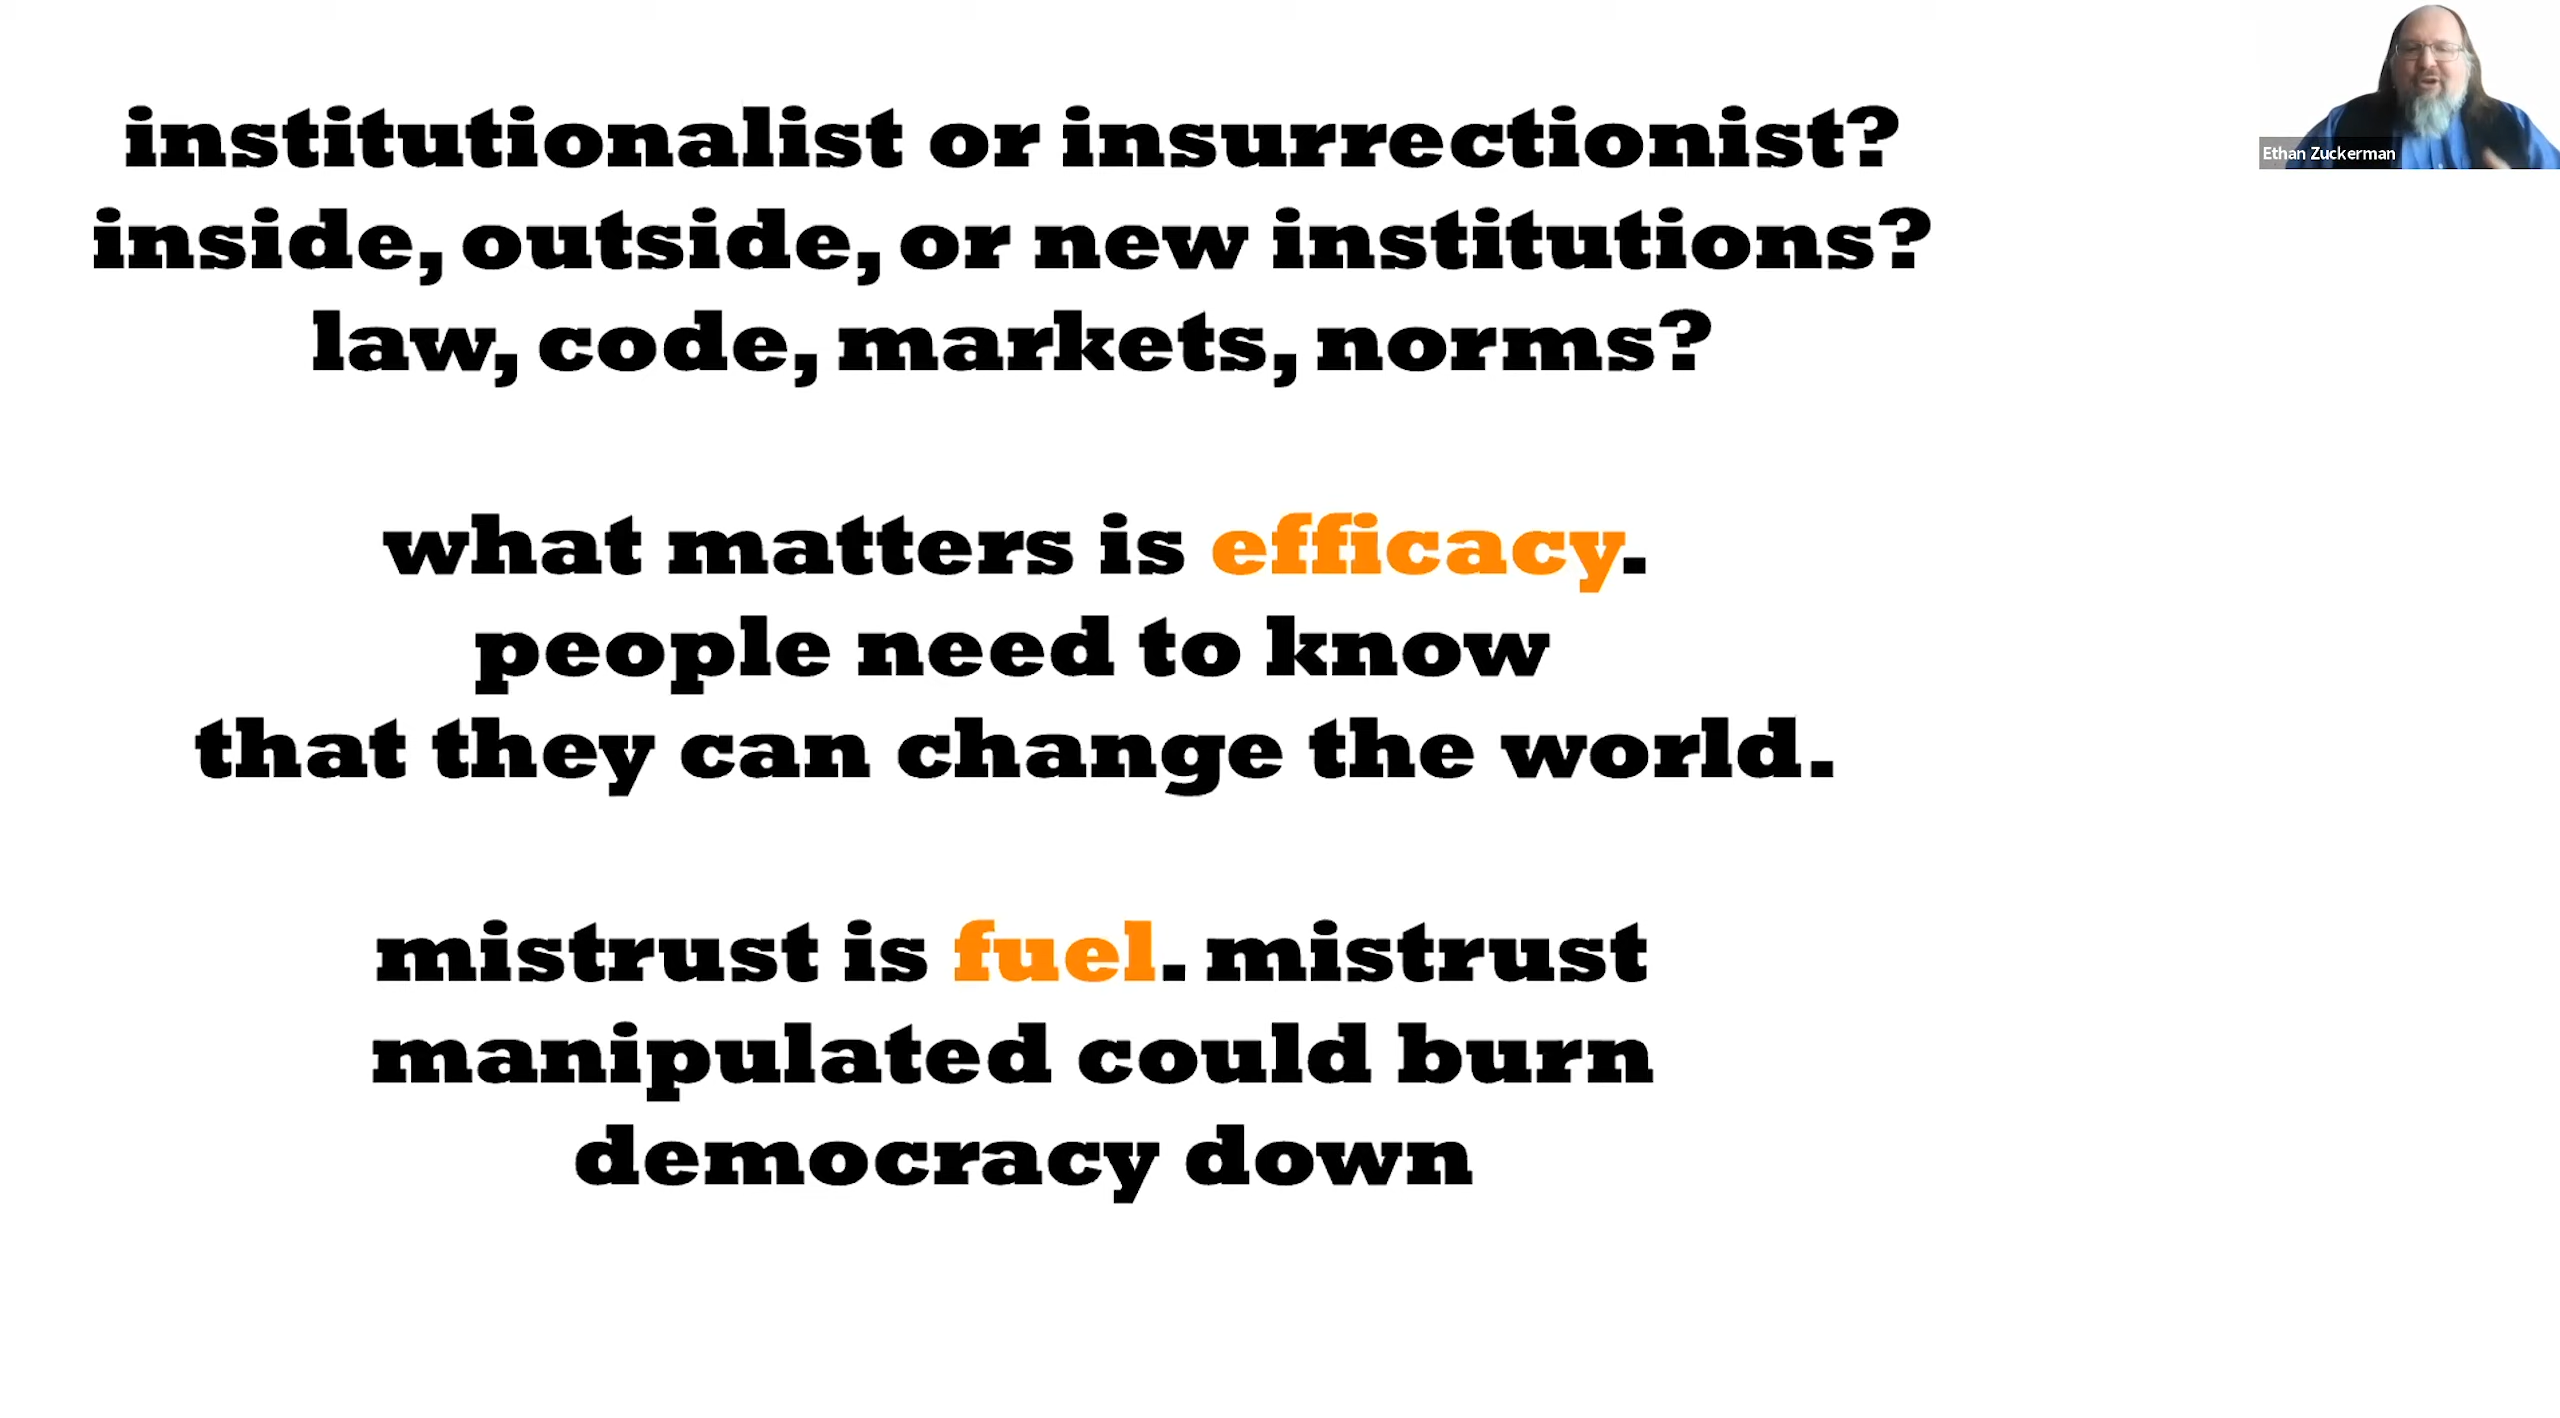 institutionalist or insurrectionist?
inside, outside, or new institutions?
law, code, markets, norms?
what matters is efficacy.
people need to know
that they can change the world.
mistrust is fuel. mistrust
manipulated could burn
democracy down
Ethan Zuckerman